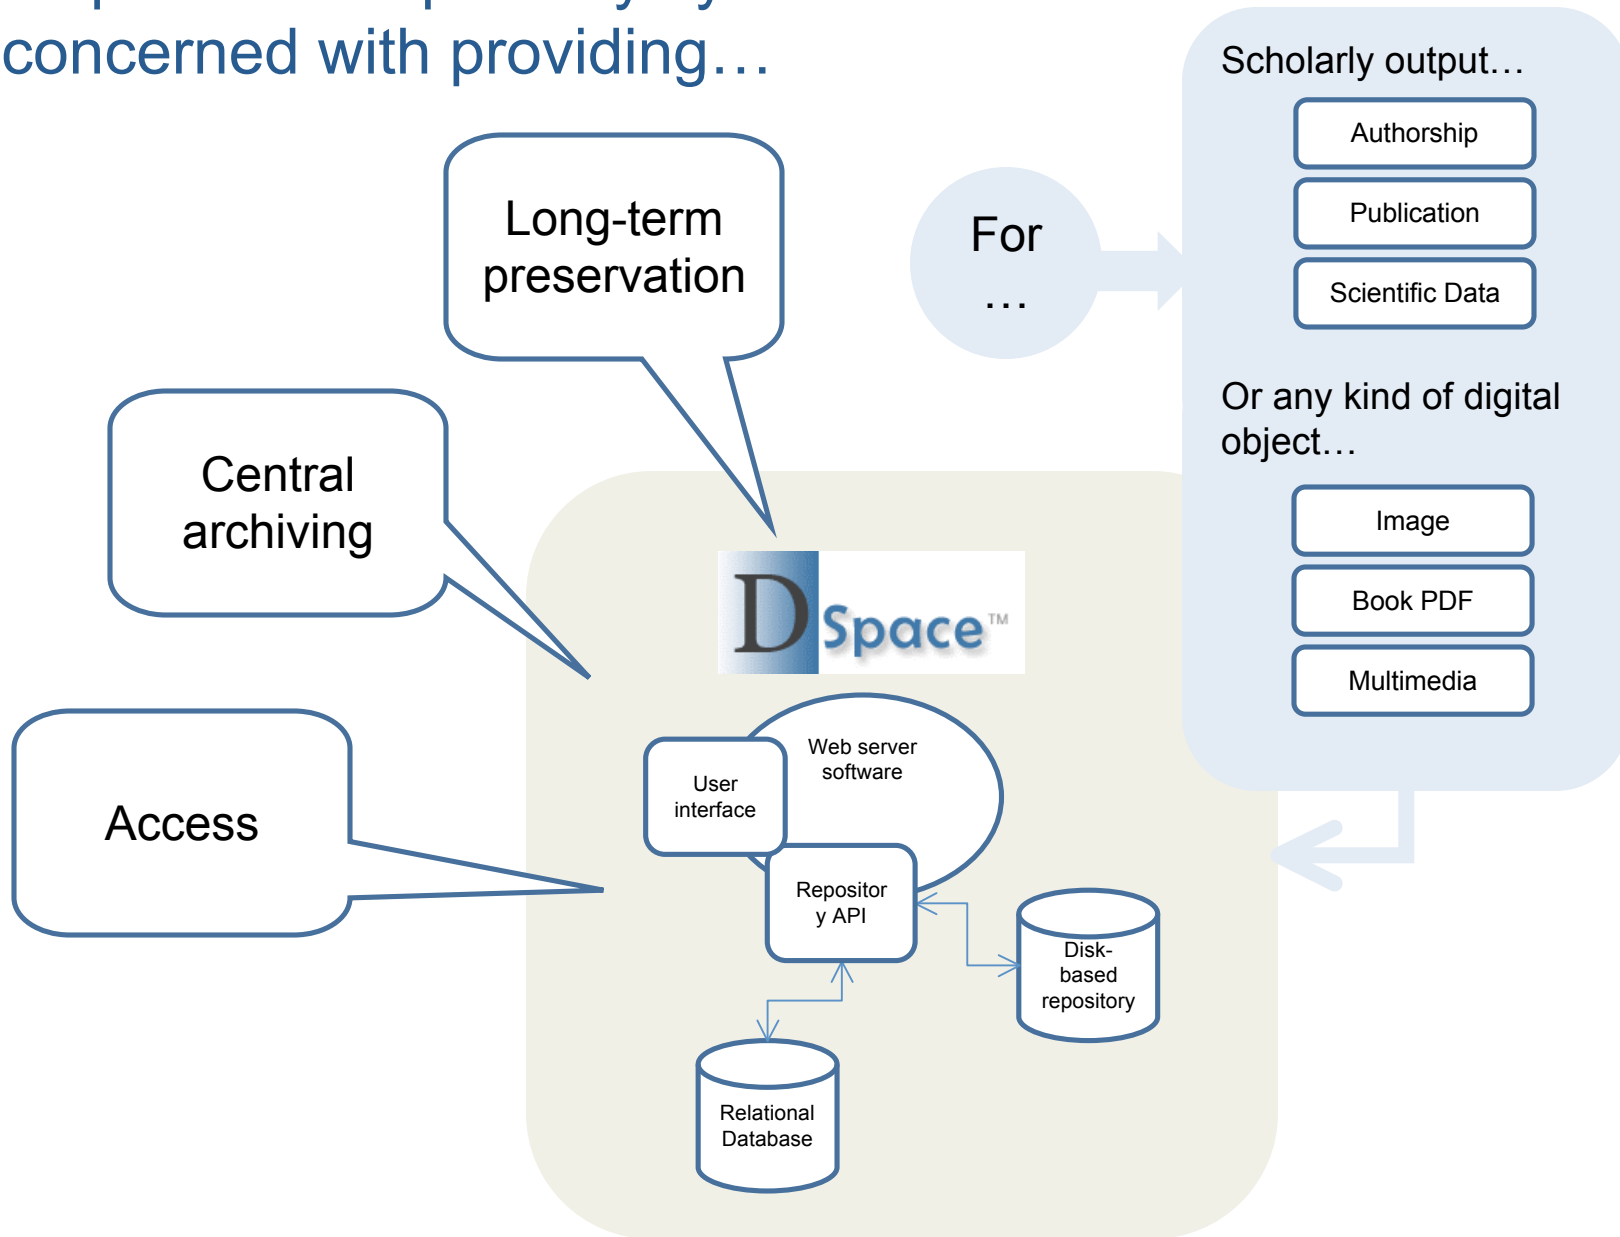 concerned with providing…
Long-term
preservation
Central
archiving
Access
For
…
Scholarly output…
Authorship
Publication
Scientific Data
Or any kind of digital
object…
Image
Book PDF
Multimedia
DSpace™
Web server
software
User
interface
Repositor
y API
Disk-
based
repository
Relational
Database